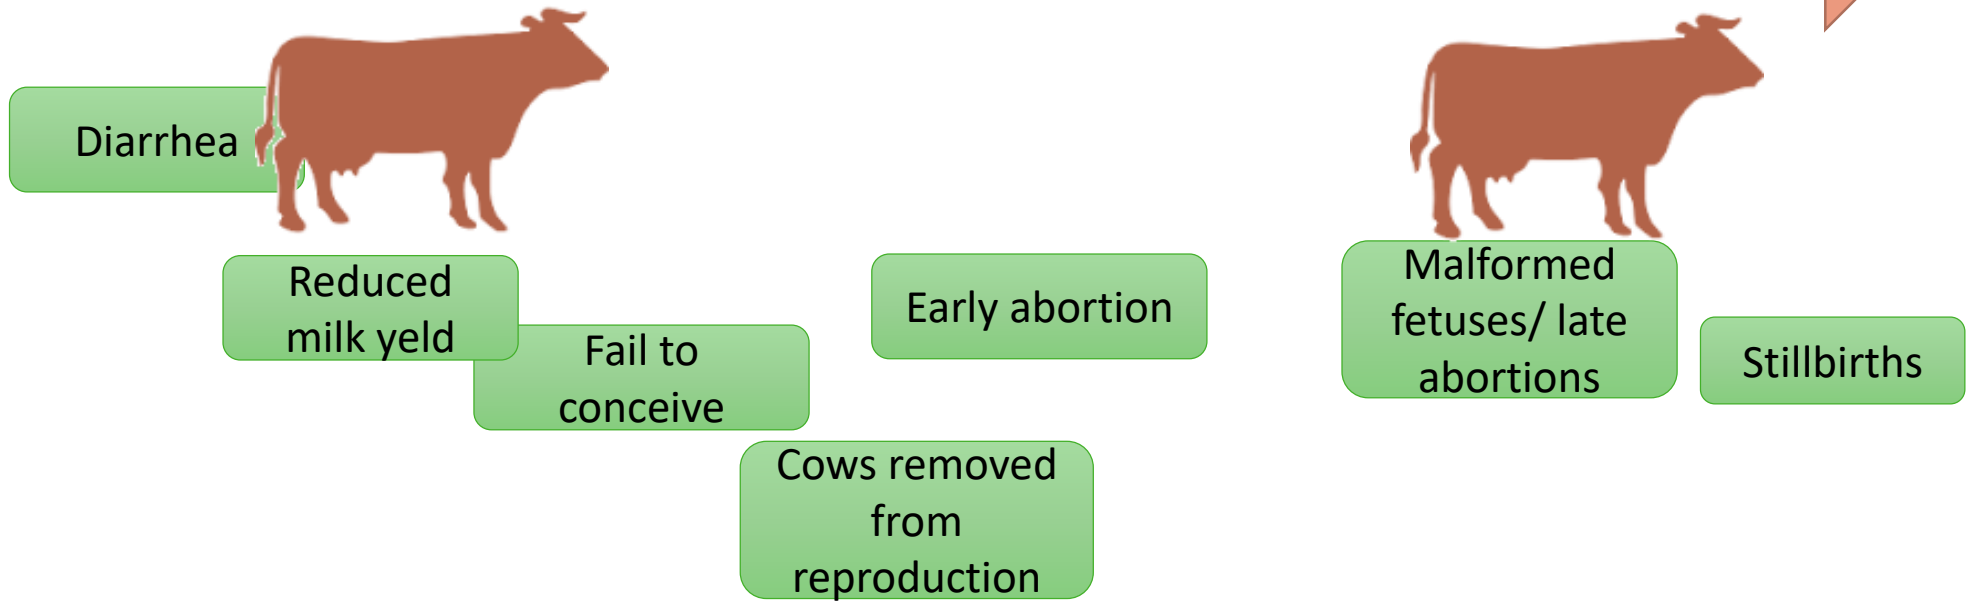 Diarrhea
Reduced
milk yeld
Fail to
conceive
Cows removed
from
reproduction
Early abortion
Malformed
fetuses/ late
abortions
Stillbirths